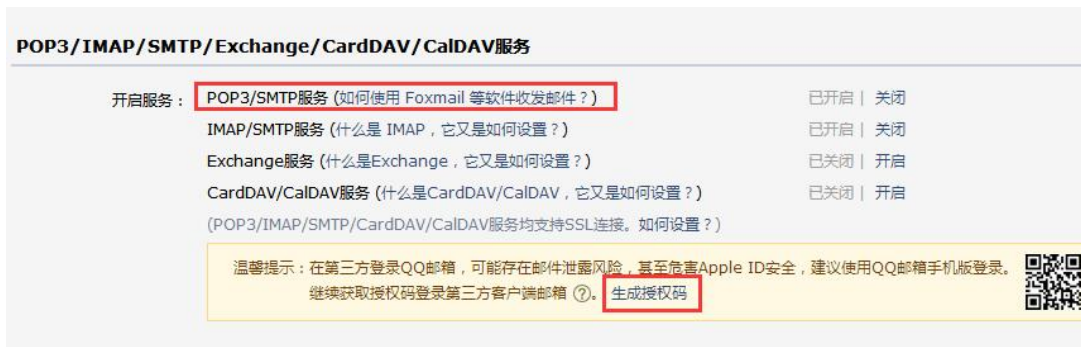 POP3/IMAP/SMTP/Exchange/CardDAV/CalDAV服务
开启服务： POP3/SMTP服务 (如何使用 Foxmail 等软件收发邮件？) 已开启 | 关闭
IMAP/SMTP服务 (什么是 IMAP，它又是如何设置？) 已开启 | 关闭
Exchange服务 (什么是Exchange，它又是如何设置？) 已关闭 | 开启
CardDAV/CalDAV服务 (什么是CardDAV/CalDAV，它又是如何设置？) 已关闭 | 开启
(POP3/IMAP/SMTP/CardDAV/CalDAV服务均支持SSL连接。如何设置？)
温馨提示：在第三方登录QQ邮箱，可能存在邮件泄露风险，甚至危害Apple ID安全，建议使用QQ邮箱手机版登录。
继续获取授权码登录第三方客户端邮箱 ?。 生成授权码